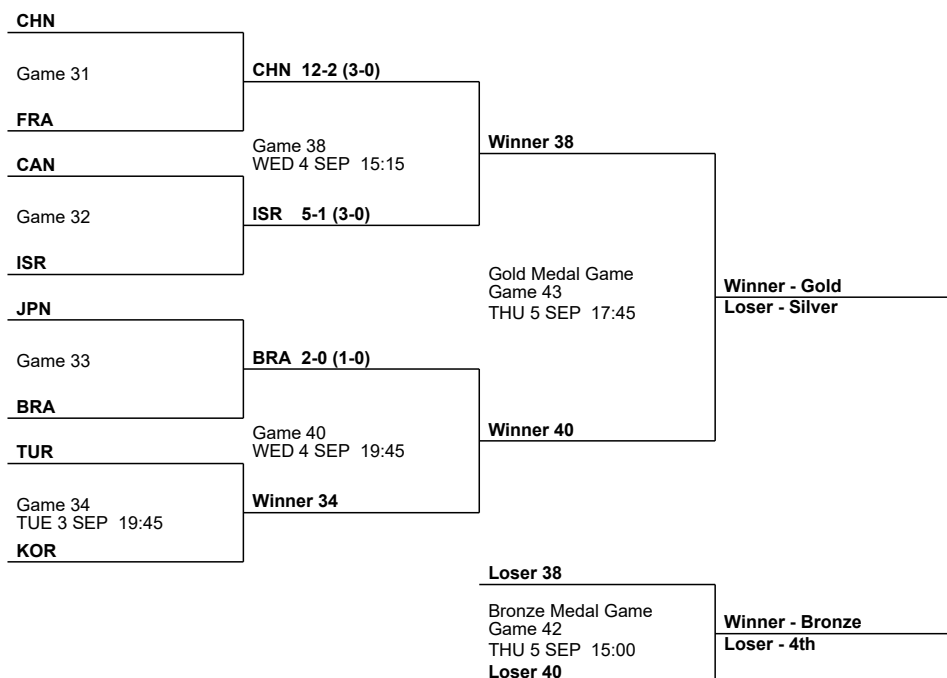 CHN
Game 31
FRA
CHN 12-2 (3-0)
Game 38
WED 4 SEP 15:15
CAN
Game 32
ISR
ISR 5-1 (3-0)
Winner 38
JPN
Game 33
BRA
BRA 2-0 (1-0)
Game 40
WED 4 SEP 19:45
TUR
Game 34
TUE 3 SEP 19:45
KOR
Winner 34
Winner 40
Gold Medal Game
Game 43
THU 5 SEP 17:45
Winner - Gold
Loser - Silver
Loser 38
Bronze Medal Game
Game 42
THU 5 SEP 15:00
Loser 40
Winner - Bronze
Loser - 4th